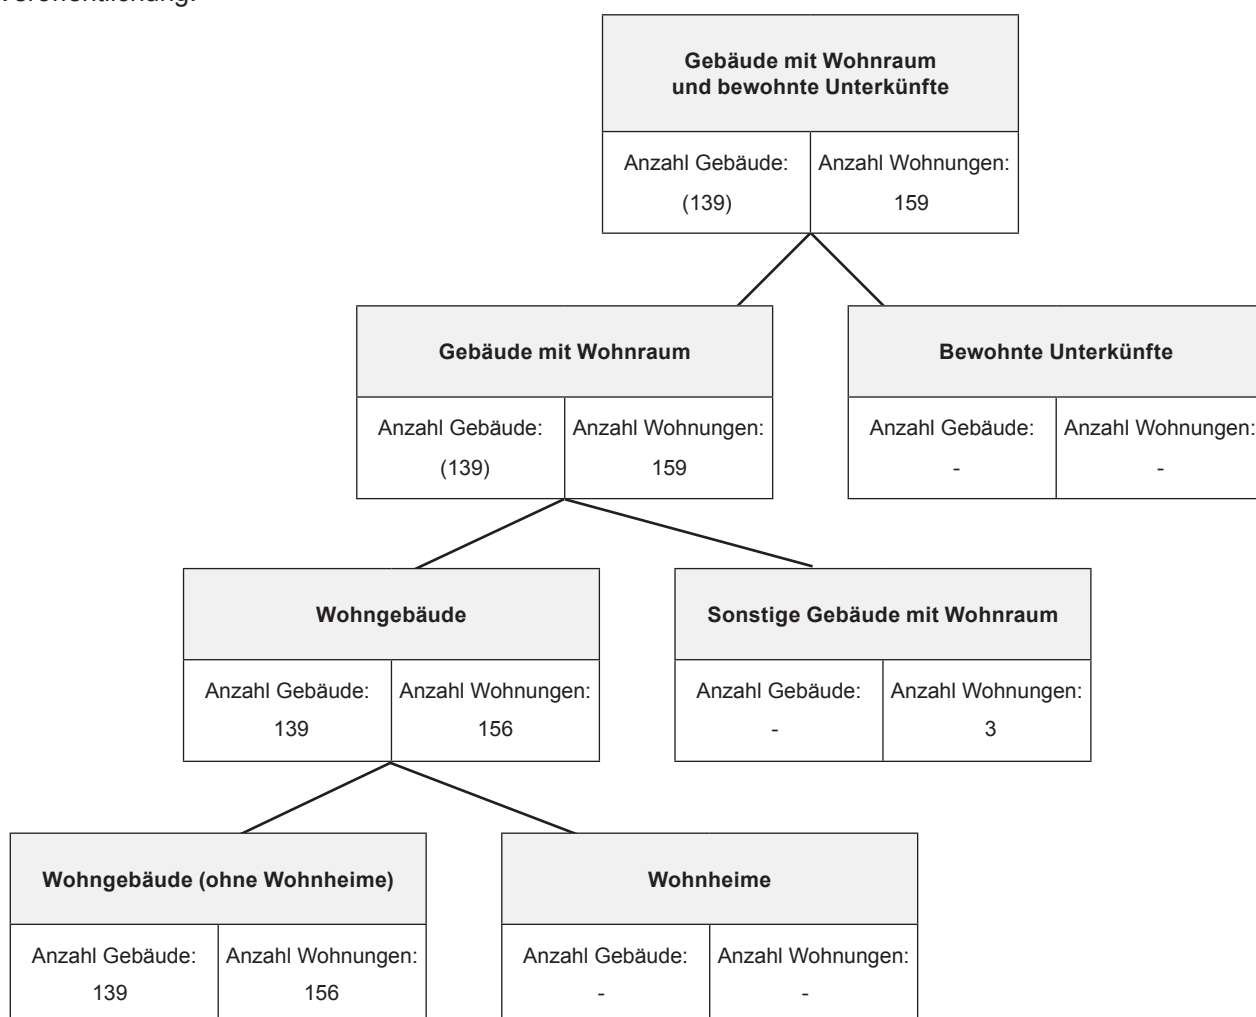 Veröffentlichung.
Gebäude mit Wohnraum
und bewohnte Unterkünfte
Anzahl Gebäude: Anzahl Wohnungen:
(139) 159
Gebäude mit Wohnraum Bewohnte Unterkünfte
Anzahl Gebäude: Anzahl Wohnungen: Anzahl Gebäude: Anzahl Wohnungen:
(139) 159 - -
Wohngebäude Sonstige Gebäude mit Wohnraum
Anzahl Gebäude: Anzahl Wohnungen: Anzahl Gebäude: Anzahl Wohnungen:
139 156 - 3
Wohngebäude (ohne Wohnheime) Wohnheime
Anzahl Gebäude: Anzahl Wohnungen: Anzahl Gebäude: Anzahl Wohnungen:
139 156 - -